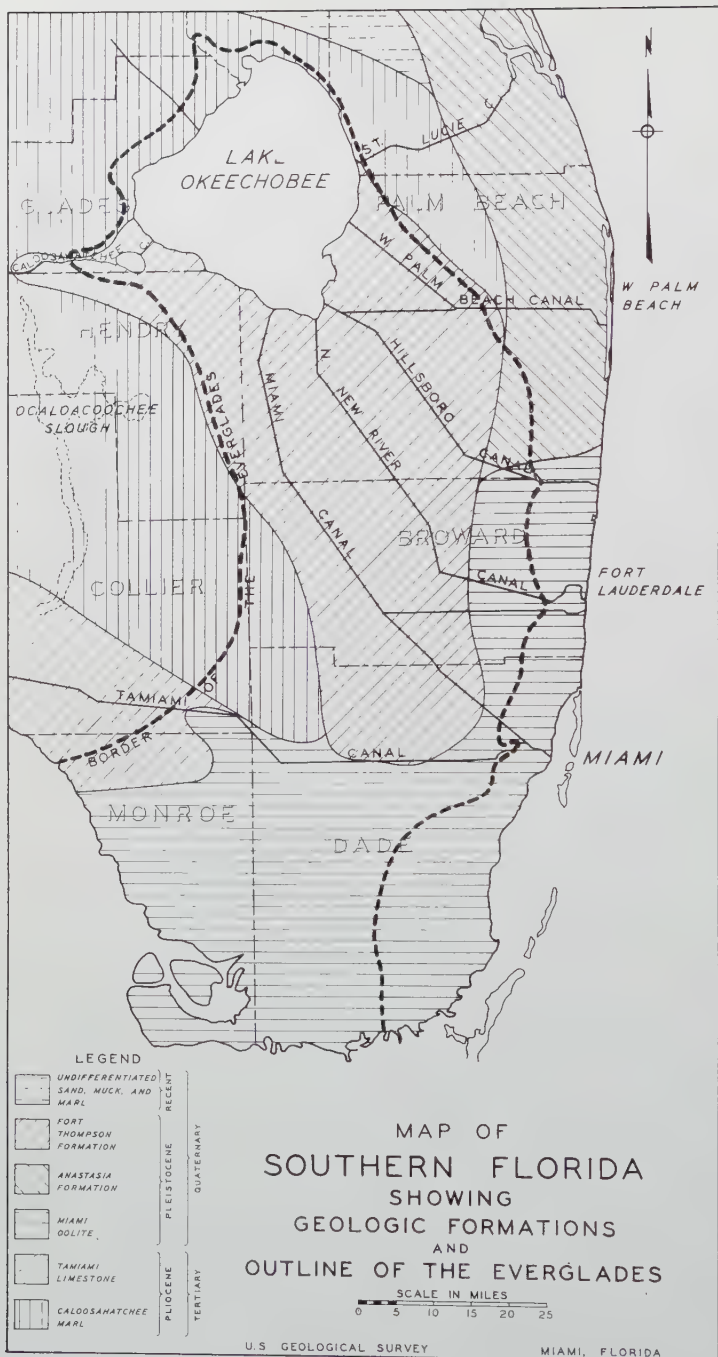 LAKE
OKEECHOBEE
ST. LUCIE C.
GLADES
PALM BEACH
CALOOSAHATCHEE C.
W. PALM
BEACH CANAL
W PALM
BEACH
HENDRY
OCALOACOOCHEE
SLOUGH
MIAMI
CANAL
N.
NEW RIVER
CANAL
HILLSBORO
CANAL
BORDER OF THE EVERGLADES
BROWARD
COLLIER
FORT
LAUDERDALE
TAMIAMI
CANAL
MIAMI
MONROE
DADE
LEGEND
UNDIFFERENTIATED
SAND, MUCK, AND
MARL
RECENT
FORT
THOMPSON
FORMATION
ANASTASIA
FORMATION
MIAMI
OOLITE
PLEISTOCENE
QUATERNARY
TAMIAMI
LIMESTONE
CALOOSAHATCHEE
MARL
PLIOCENE
TERTIARY
MAP OF
SOUTHERN FLORIDA
SHOWING
GEOLOGIC FORMATIONS
AND
OUTLINE OF THE EVERGLADES
SCALE IN MILES
0 5 10 15 20 25
U.S GEOLOGICAL SURVEY
MIAMI, FLORIDA